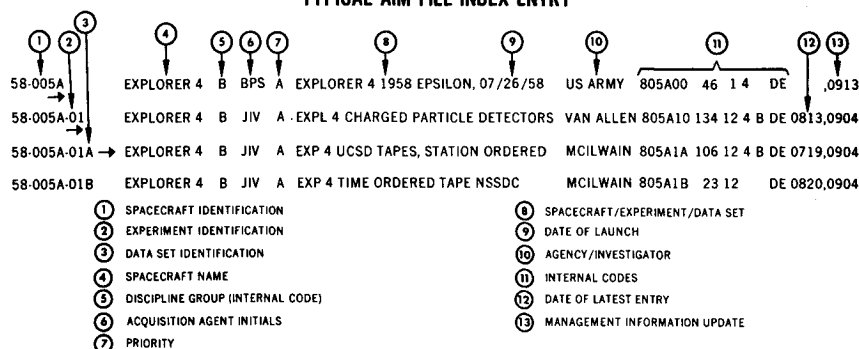 TYPICAL AIM FILE INDEX ENTRY
3
1 2 4 5 6 7 8 9 10 11 12 13
58-005A EXPLORER 4 B BPS A EXPLORER 4 1958 EPSILON, 07/26/58 US ARMY 805A00 46 1 4 DE ,0913
58-005A-01 EXPLORER 4 B JIV A EXPL 4 CHARGED PARTICLE DETECTORS VAN ALLEN 805A10 134 12 4 B DE 0813,0904
58-005A-01A EXPLORER 4 B JIV A EXP 4 UCSD TAPES, STATION ORDERED MCILWAIN 805A1A 106 12 4 B DE 0719,0904
58-005A-01B EXPLORER 4 B JIV A EXP 4 TIME ORDERED TAPE NSSDC MCILWAIN 805A1B 23 12 DE 0820,0904
1 SPACECRAFT IDENTIFICATION
2 EXPERIMENT IDENTIFICATION
3 DATA SET IDENTIFICATION
4 SPACECRAFT NAME
5 DISCIPLINE GROUP (INTERNAL CODE)
6 ACQUISITION AGENT INITIALS
7 PRIORITY
8 SPACECRAFT/EXPERIMENT/DATA SET
9 DATE OF LAUNCH
10 AGENCY/INVESTIGATOR
11 INTERNAL CODES
12 DATE OF LATEST ENTRY
13 MANAGEMENT INFORMATION UPDATE